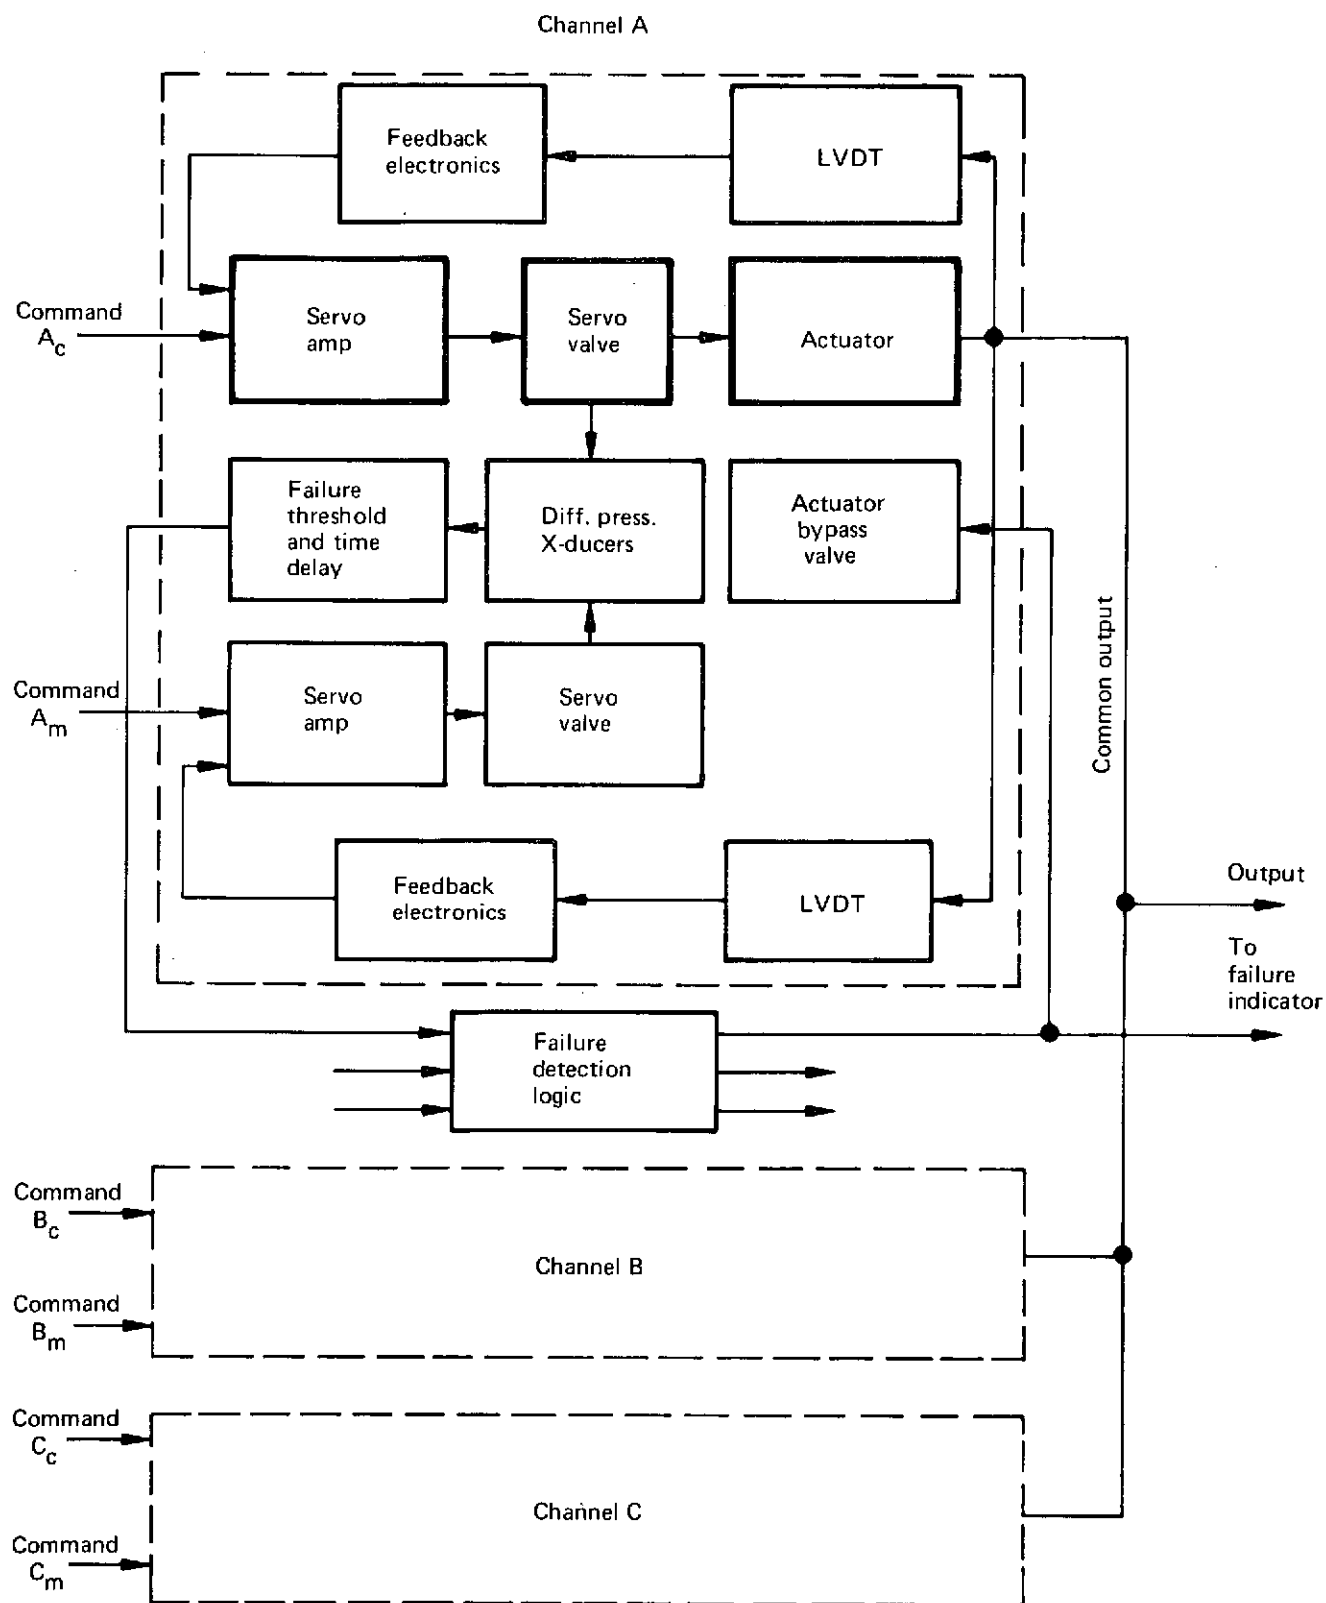 Channel A
Feedback
electronics
LVDT
Command
A_c
Servo
amp
Servo
valve
Actuator
Failure
threshold
and time
delay
Diff. press.
X-ducers
Actuator
bypass
valve
Common output
Command
A_m
Servo
amp
Servo
valve
Feedback
electronics
LVDT
Output
To
failure
indicator
Failure
detection
logic
Command
B_c
Channel B
Command
B_m
Command
C_c
Channel C
Command
C_m